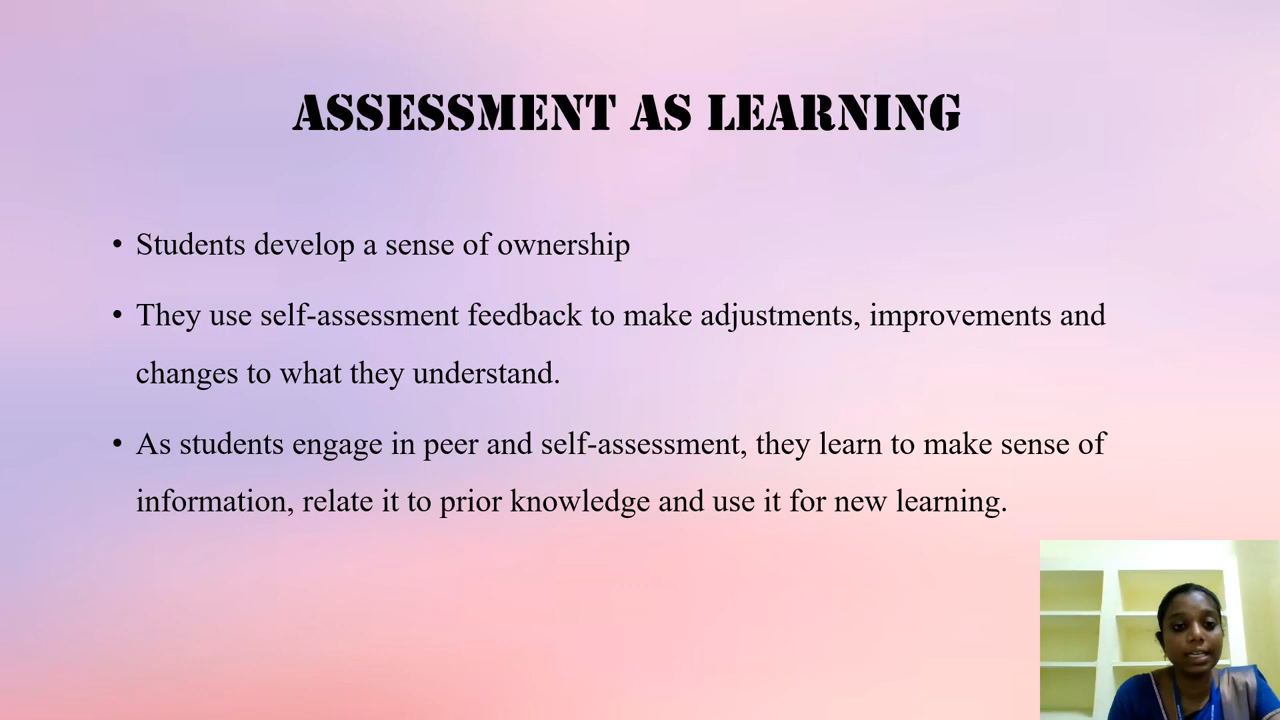 ASSESSMENT AS LEARNING
• Students develop a sense of ownership
• They use self-assessment feedback to make adjustments, improvements and
changes to what they understand.
• As students engage in peer and self-assessment, they learn to make sense of
information, relate it to prior knowledge and use it for new learning.